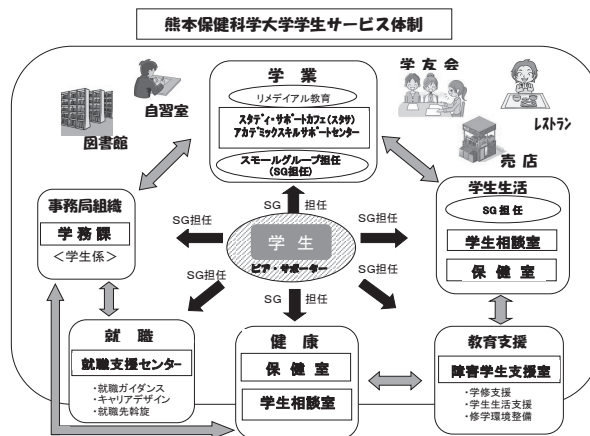 熊本保健科学大学学生サービス体制
図書館
自習室
学業
リメディアル教育
スタディ・サポートカフェ(スタサ)
アカデミックスキルサポートセンター
スモールグループ担任
(SG担任)
学友会
レストラン
売店
事務局組織
学務課
<学生係>
学生生活
SG担任
学生相談室
保健室
SG 担任
SG担任
SG担任
学生
ピア・サポーター
SG担任
SG担任
SG 担任
就職
就職支援センター
・就職ガイダンス
・キャリアデザイン
・就職先斡旋
健康
保健室
学生相談室
教育支援
障害学生支援室
・学修支援
・学生生活支援
・修学環境整備